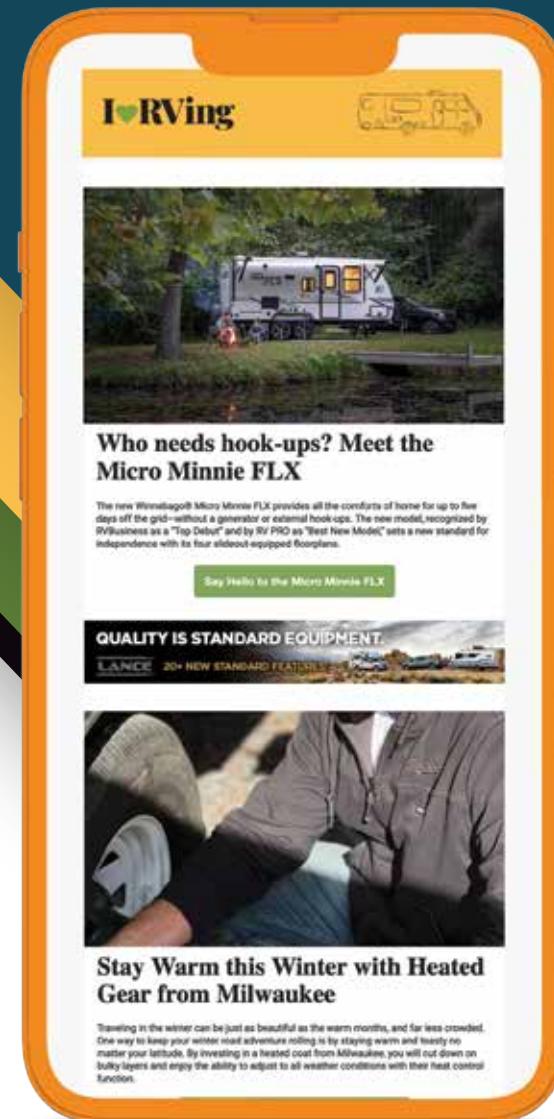 I RVing
Who needs hook-ups? Meet the
Micro Minnie FLX
The new Winnebago® Micro Minnie FLX provides all the comforts of home for up to five
days off the grid—without a generator or external hook-ups. The new model, recognized by
RVBusiness as a "Top Debut" and by RV PRO as "Best New Model," sets a new standard for
independence with its four slideout-equipped floorplans.
Say Hello to the Micro Minnie FLX
QUALITY IS STANDARD EQUIPMENT.
LANCE 20+ NEW STANDARD FEATURES
Stay Warm this Winter with Heated
Gear from Milwaukee
Traveling in the winter can be just as beautiful as the warm months, and far less crowded.
One way to keep your winter road adventure rolling is by staying warm and toasty no
matter your latitude. By investing in a heated coat from Milwaukee, you will cut down on
bulky layers and enjoy the ability to adjust to all weather conditions with their heat control
function.